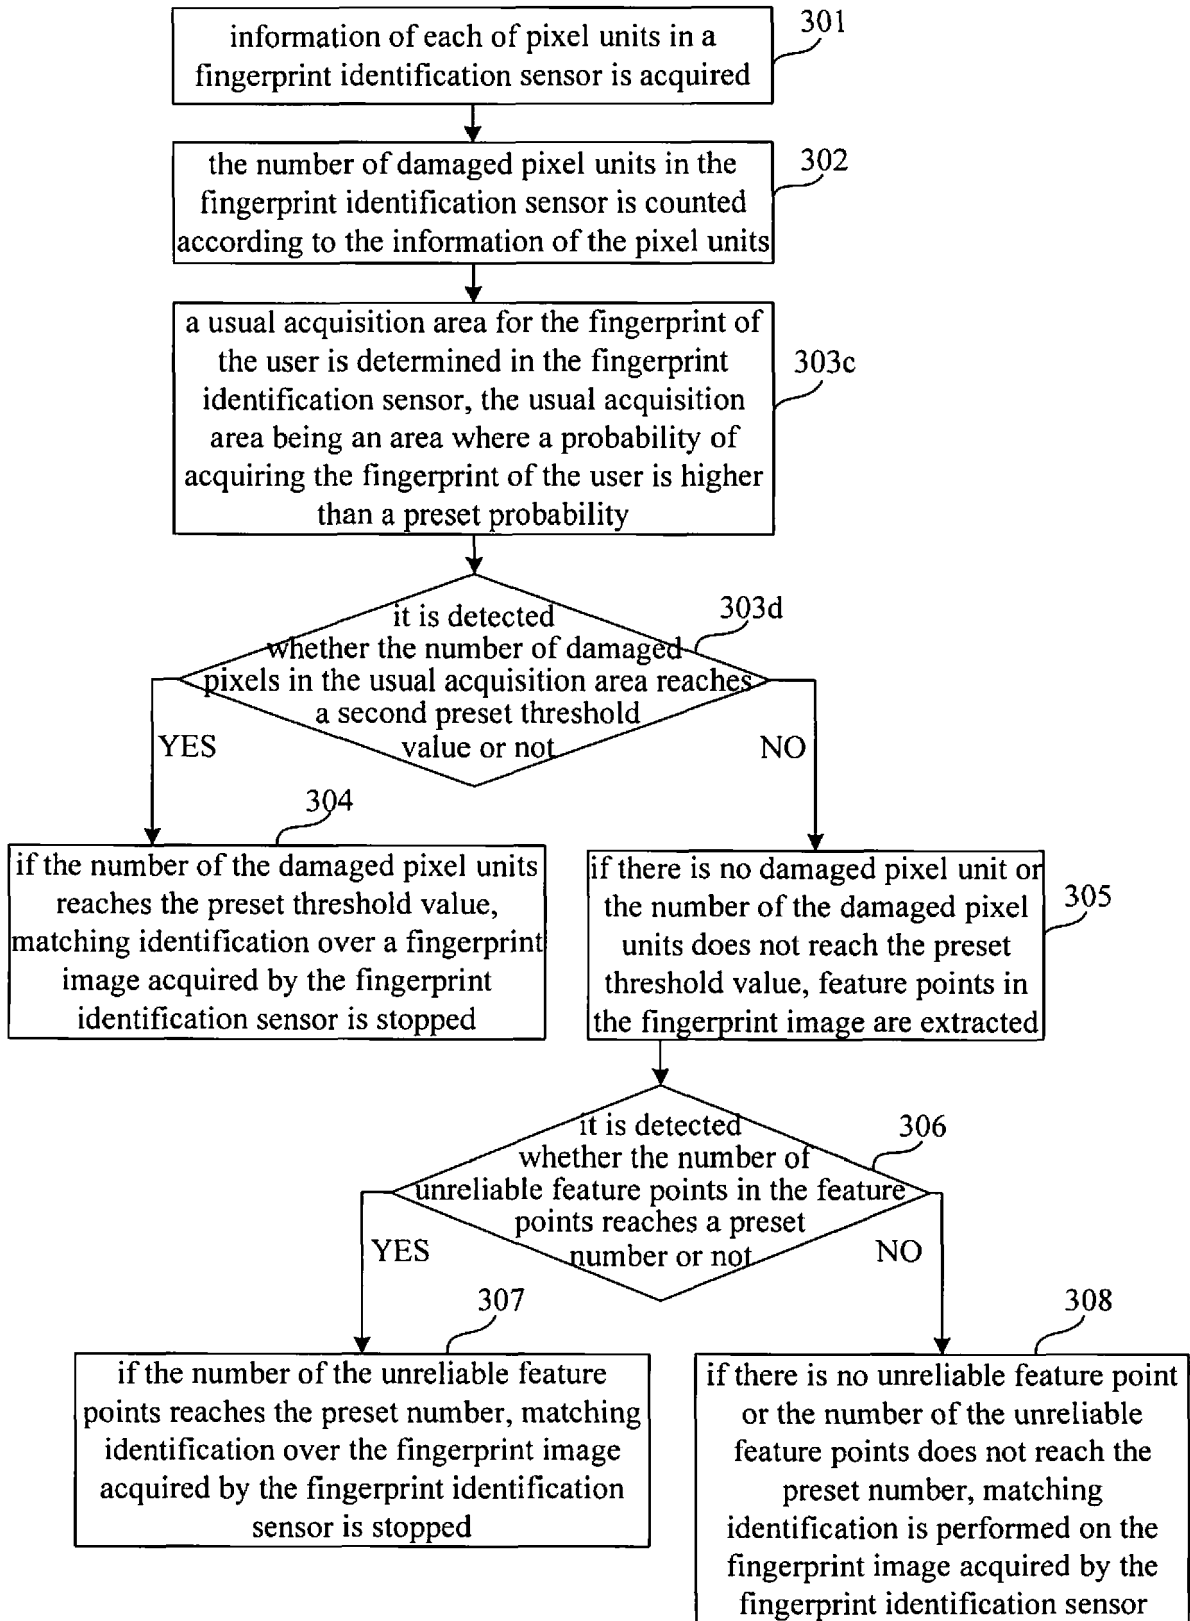 information of each of pixel units in a
fingerprint identification sensor is acquired
301
the number of damaged pixel units in the
fingerprint identification sensor is counted
according to the information of the pixel units
302
a usual acquisition area for the fingerprint of
the user is determined in the fingerprint
identification sensor, the usual acquisition
area being an area where a probability of
acquiring the fingerprint of the user is higher
than a preset probability
303c
it is detected
whether the number of damaged
pixels in the usual acquisition area reaches
a second preset threshold
value or not
303d
YES
NO
304
if the number of the damaged pixel units
reaches the preset threshold value,
matching identification over a fingerprint
image acquired by the fingerprint
identification sensor is stopped
if there is no damaged pixel unit or
the number of the damaged pixel
units does not reach the preset
threshold value, feature points in
the fingerprint image are extracted
305
it is detected
whether the number of
unreliable feature points in the feature
points reaches a preset
number or not
306
YES
NO
307
if the number of the unreliable feature
points reaches the preset number, matching
identification over the fingerprint image
acquired by the fingerprint identification
sensor is stopped
308
if there is no unreliable feature point
or the number of the unreliable
feature points does not reach the
preset number, matching
identification is performed on the
fingerprint image acquired by the
fingerprint identification sensor